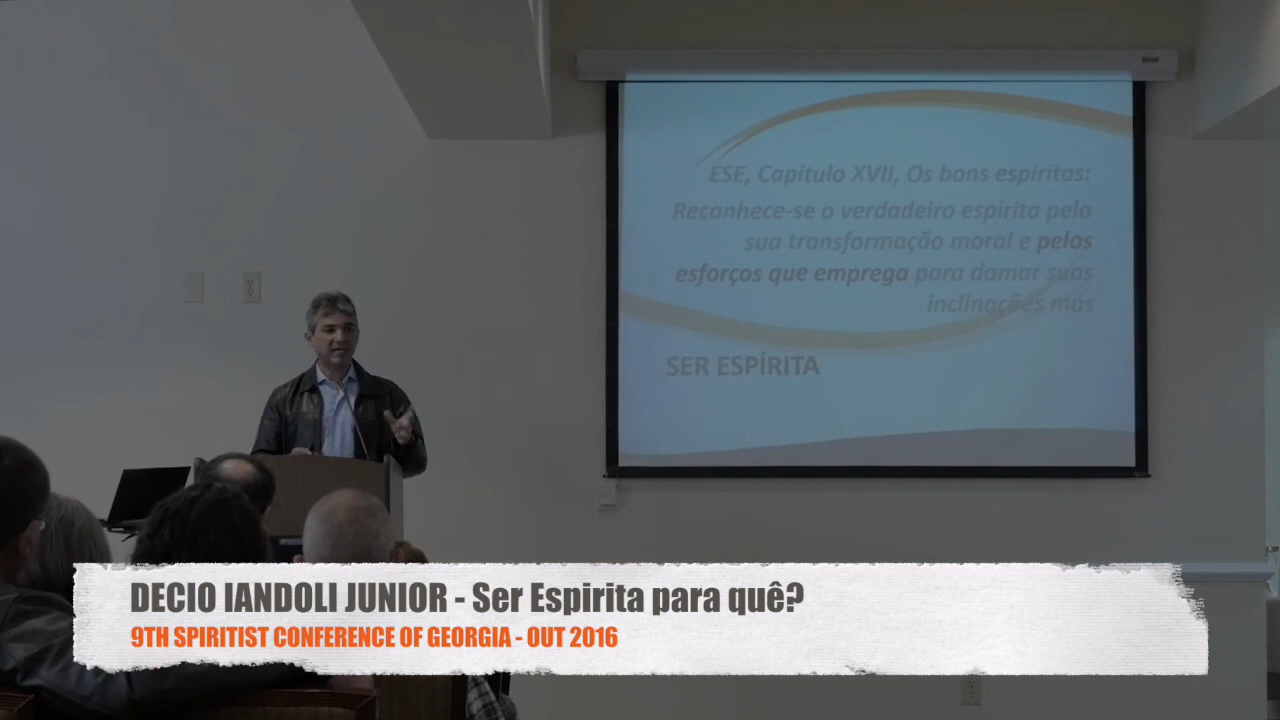 ESE, Capítulo XVII, Os bons espíritas:
Reconhece-se o verdadeiro espírita pela
sua transformação moral e pelos
esforços que emprega para domar suas
inclinações más
SER ESPÍRITA
DECIO IANDOLI JUNIOR - Ser Espirita para quê?
9TH SPIRITIST CONFERENCE OF GEORGIA - OUT 2016